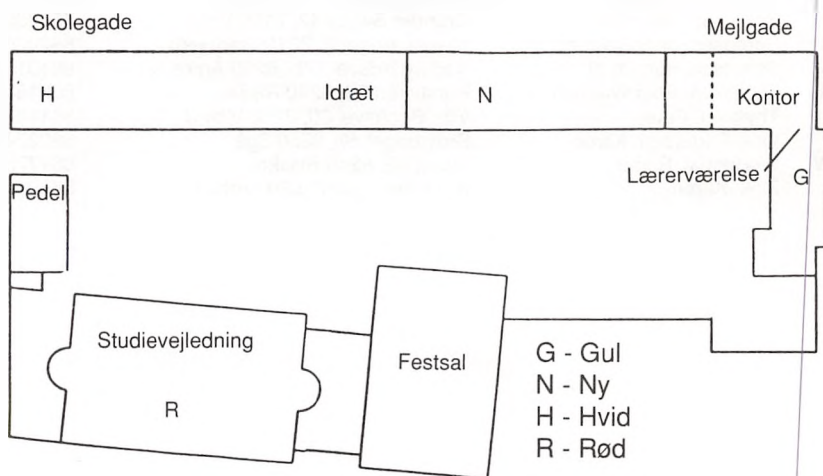 Skolegade
Mejlgade
H
Idræt
N
Kontor
Lærerværelse
G
Pedel
Studievejledning
R
Festsal
G - Gul
N - Ny
H - Hvid
R - Rød